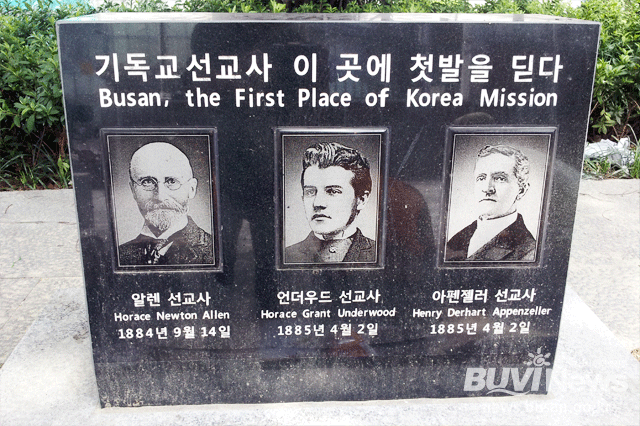 기독교선교사 이 곳에 첫발을 딛다
Busan, the First Place of Korea Mission
알렌 선교사
Horace Newton Allen
1884년 9월 14일
언더우드 선교사
Horace Grant Underwood
1885년 4월 2일
아펜젤러 선교사
Henry Derhart Appenzeller
1885년 4월 2일
BUVI News